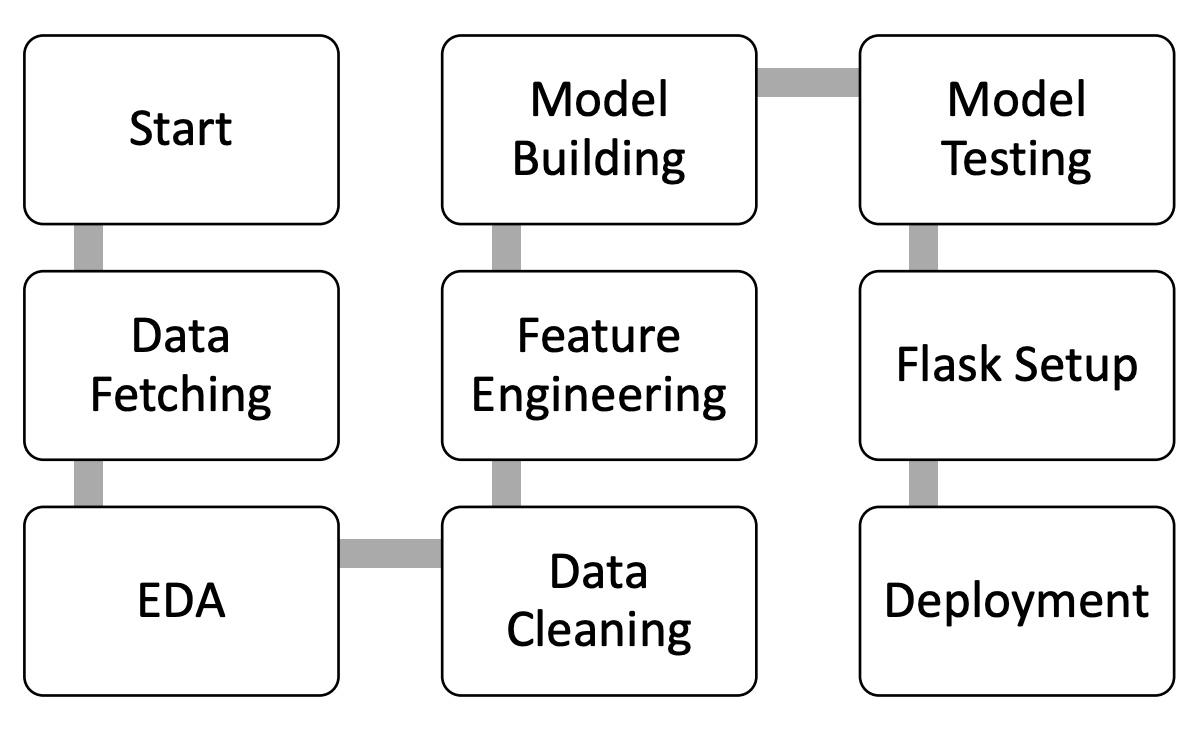 Start
Data
Fetching
EDA
Data
Cleaning
Feature
Engineering
Model
Building
Model
Testing
Flask Setup
Deployment